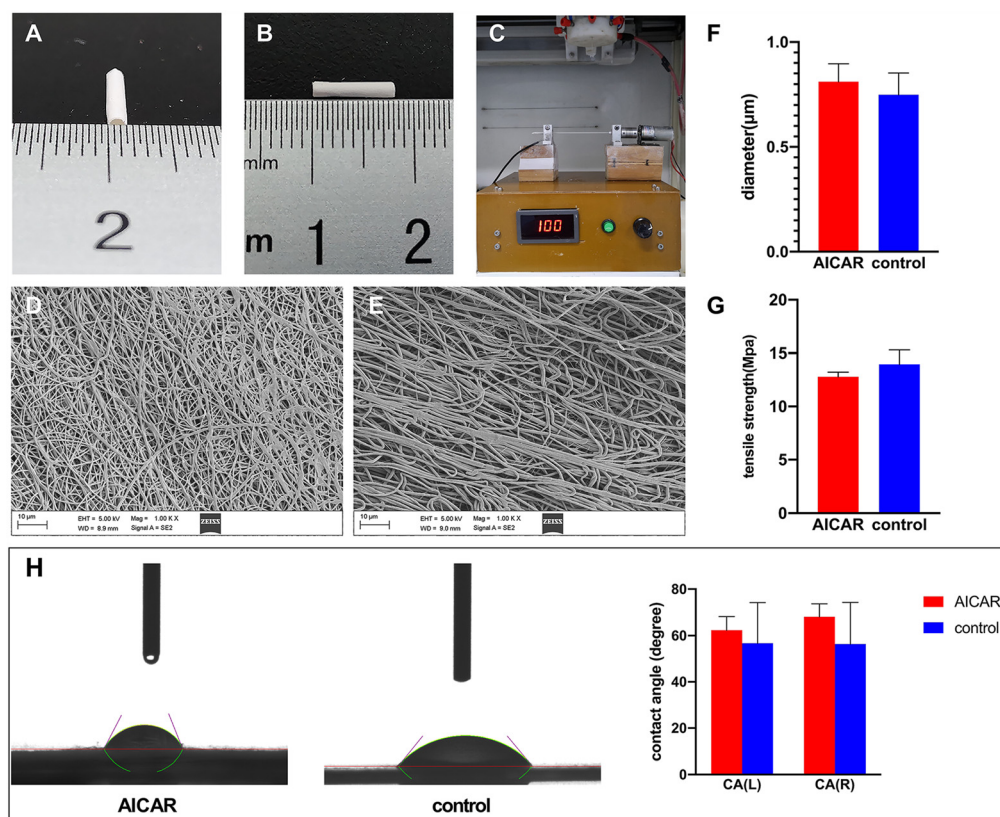 A
2
B
m/m
m 1 2
C
100
F
diameter(μm)
1.0
0.5
0.0
AICAR control
D
10 μm
EHT = 5.00 kV Mag = 1.00 K X
WD = 8.9 mm Signal A = SE2
ZEISS
E
10 μm
EHT = 5.00 kV Mag = 1.00 K X
WD = 9.0 mm Signal A = SE2
ZEISS
G
tensile strength(Mpa)
20
15
10
5
0
AICAR control
H
AICAR
control
contact angle (degree)
80
60
40
20
0
CA(L) CA(R)
AICAR
control